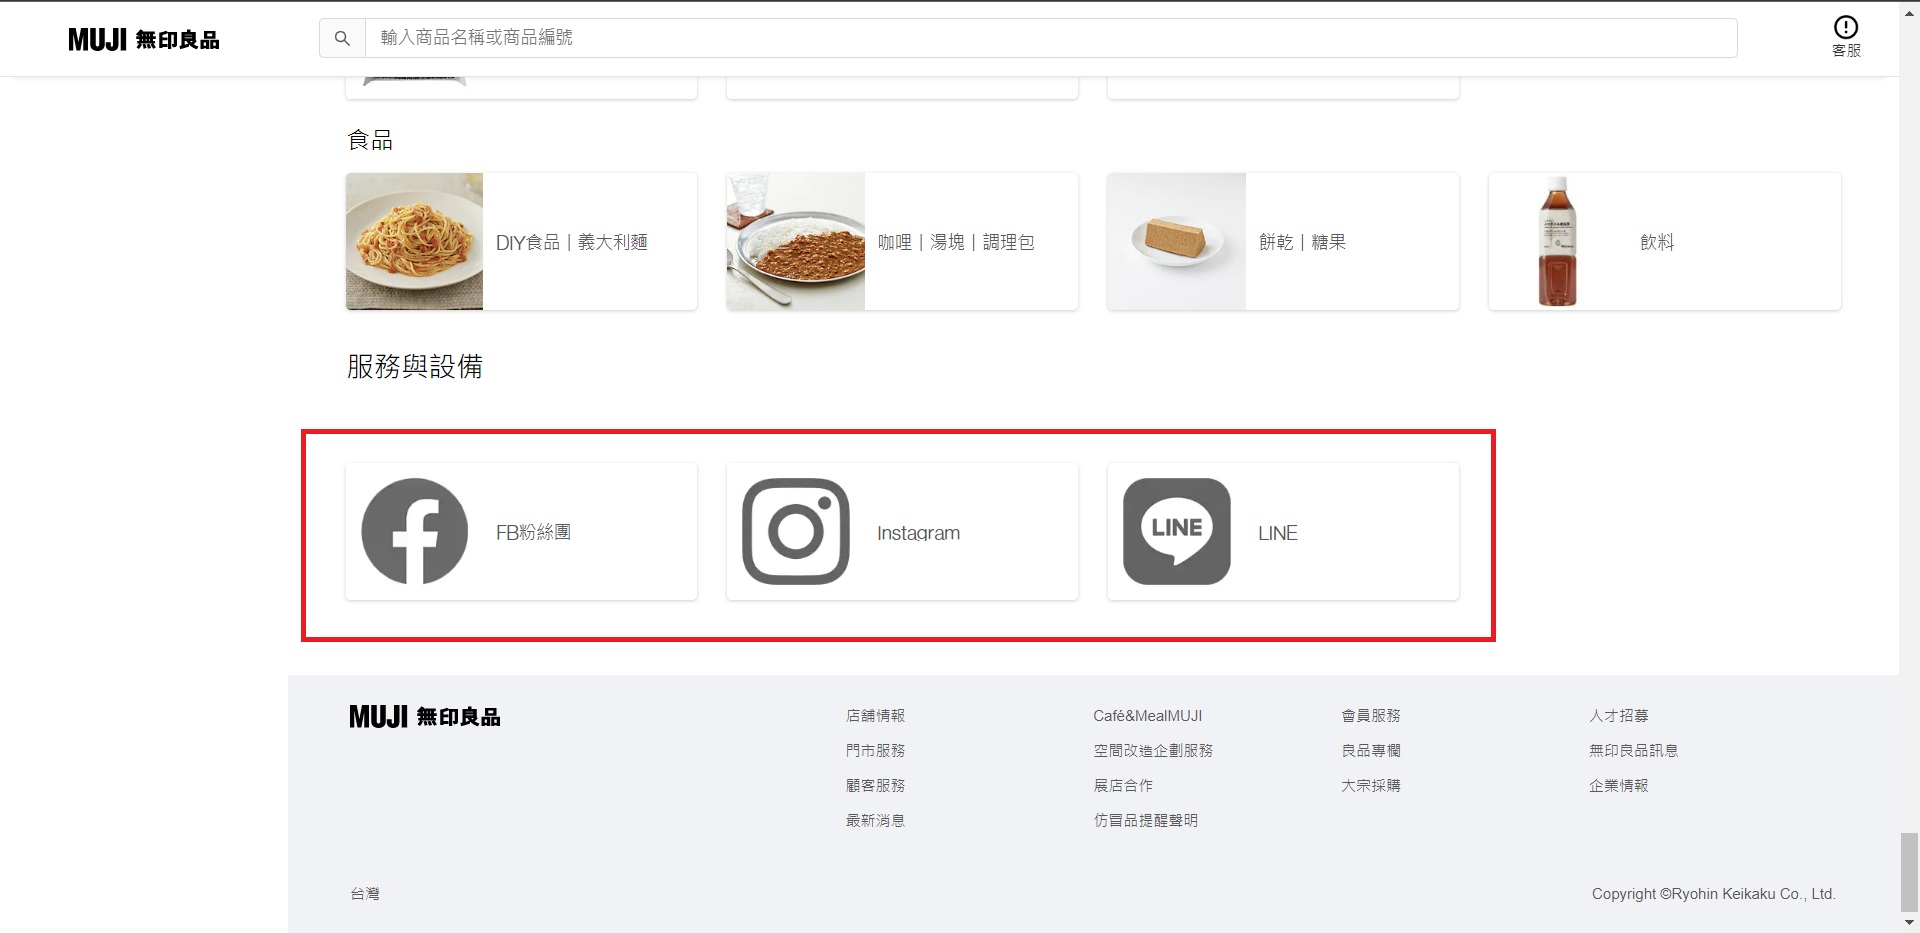 MUJI 無印良品
輸入商品名稱或商品編號
客服
食品
DIY食品｜義大利麵
咖哩｜湯塊｜調理包
餅乾｜糖果
飲料
服務與設備
FB粉絲團
Instagram
LINE
LINE
MUJI 無印良品
店舖情報
門市服務
顧客服務
最新消息
Café&MealMUJI
空間改造企劃服務
展店合作
仿冒品提醒聲明
會員服務
良品專欄
大宗採購
人才招募
無印良品訊息
企業情報
台灣
Copyright ©Ryohin Keikaku Co., Ltd.